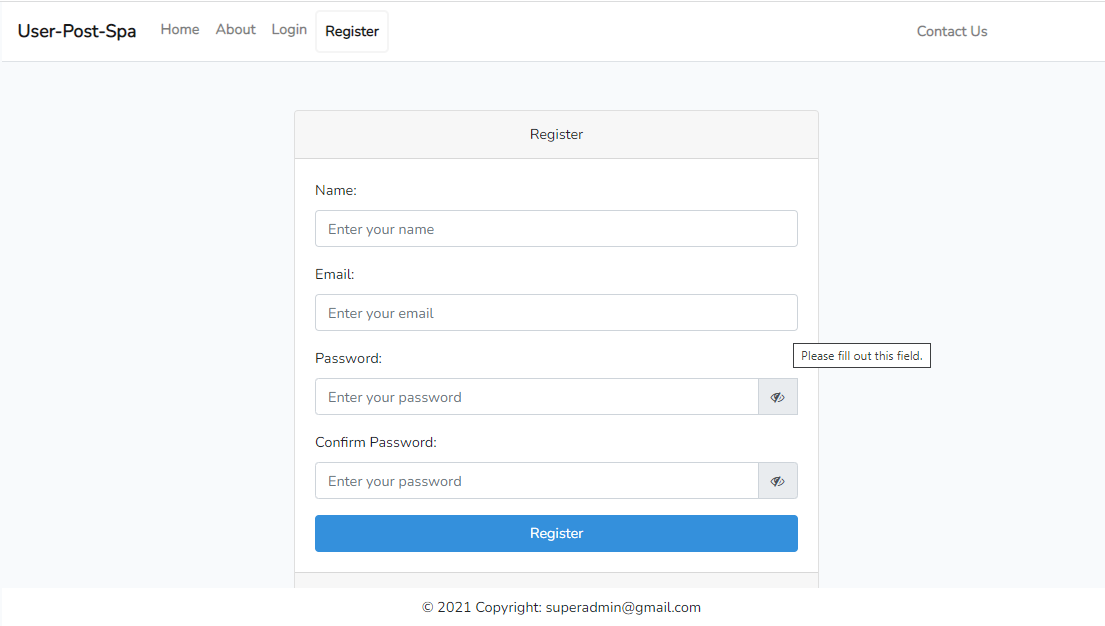 User-Post-Spa Home About Login Register Contact Us
Register
Name:
Enter your name
Email:
Enter your email
Please fill out this field.
Password:
Enter your password
Confirm Password:
Enter your password
Register
© 2021 Copyright: superadmin@gmail.com